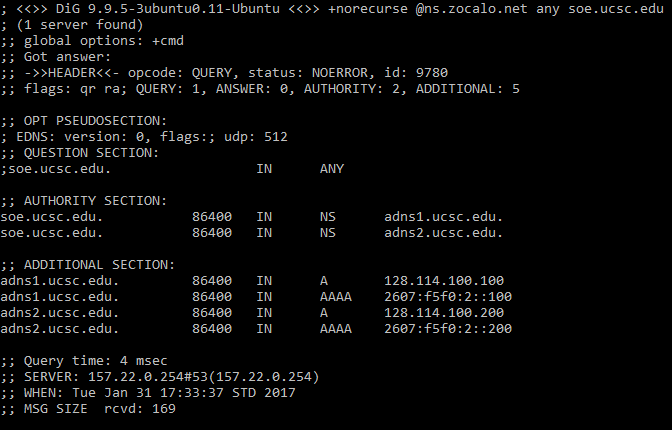 ; <<>> DiG 9.9.5-3ubuntu0.11-Ubuntu <<>> +norecurse @ns.zocalo.net any soe.ucsc.edu
; (1 server found)
;; global options: +cmd
;; Got answer:
;; ->>HEADER<<- opcode: QUERY, status: NOERROR, id: 9780
;; flags: qr ra; QUERY: 1, ANSWER: 0, AUTHORITY: 2, ADDITIONAL: 5

;; OPT PSEUDOSECTION:
; EDNS: version: 0, flags:; udp: 512
;; QUESTION SECTION:
;soe.ucsc.edu.                  IN      ANY

;; AUTHORITY SECTION:
soe.ucsc.edu.           86400   IN      NS      adns1.ucsc.edu.
soe.ucsc.edu.           86400   IN      NS      adns2.ucsc.edu.

;; ADDITIONAL SECTION:
adns1.ucsc.edu.         86400   IN      A       128.114.100.100
adns1.ucsc.edu.         86400   IN      AAAA    2607:f5f0:2::100
adns2.ucsc.edu.         86400   IN      A       128.114.100.200
adns2.ucsc.edu.         86400   IN      AAAA    2607:f5f0:2::200

;; Query time: 4 msec
;; SERVER: 157.22.0.254#53(157.22.0.254)
;; WHEN: Tue Jan 31 17:33:37 STD 2017
;; MSG SIZE  rcvd: 169